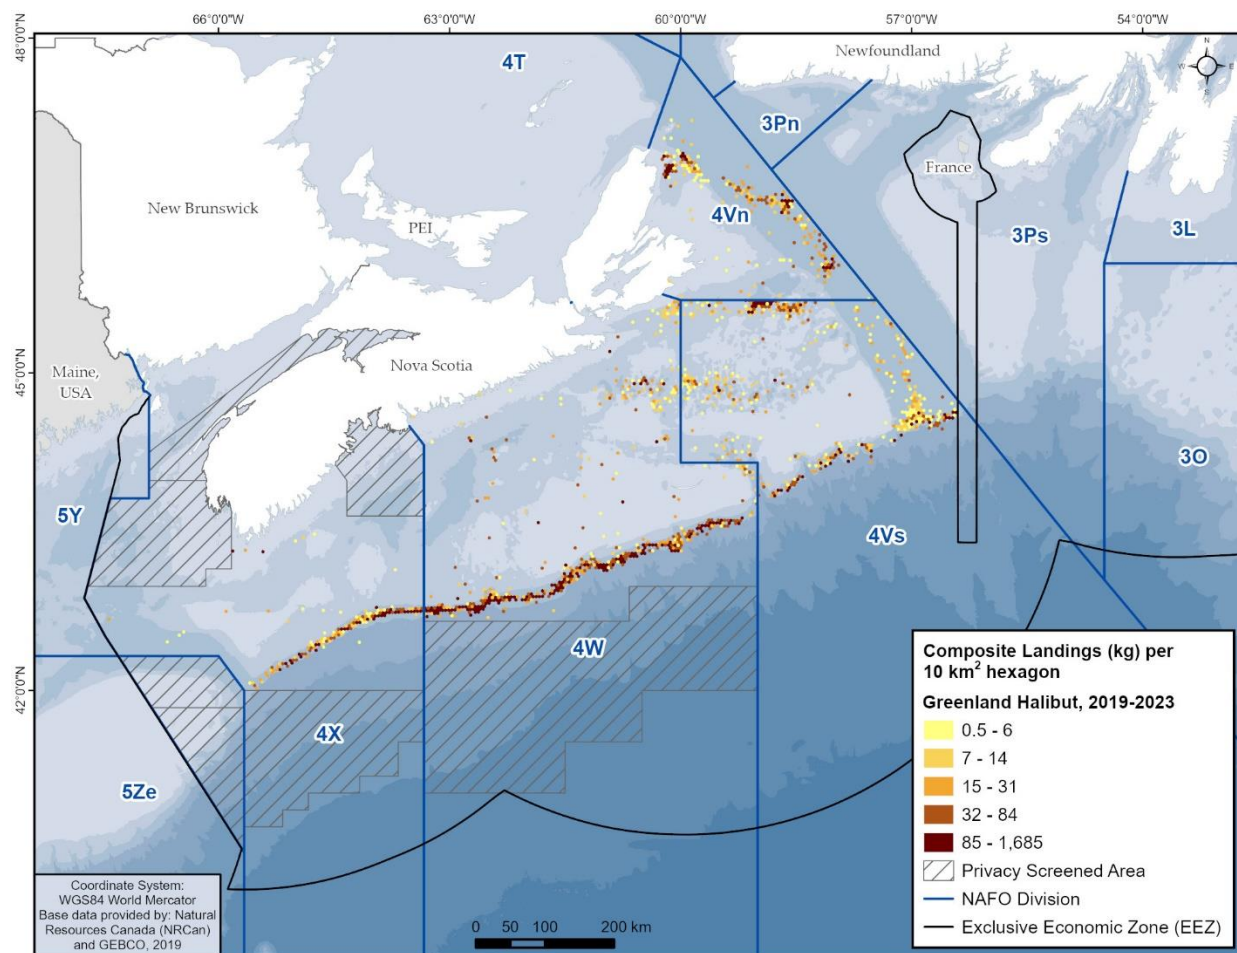 66°0'0"W 63°0'0"W 60°0'0"W 57°0'0"W 54°0'0"W
48°0'0"N
45°0'0"N
42°0'0"N
N
W E
S
4T
Newfoundland
3Pn
France
New Brunswick
PEI
4Vn
3Ps
3L
Maine,
USA
Nova Scotia
3O
5Y
4Vs
4W
4X
5Ze
Composite Landings (kg) per
10 km² hexagon
Greenland Halibut, 2019-2023
0.5 - 6
7 - 14
15 - 31
32 - 84
85 - 1,685
Privacy Screened Area
NAFO Division
Exclusive Economic Zone (EEZ)
Coordinate System:
WGS84 World Mercator
Base data provided by: Natural
Resources Canada (NRCan)
and GEBCO, 2019
0 50 100 200 km